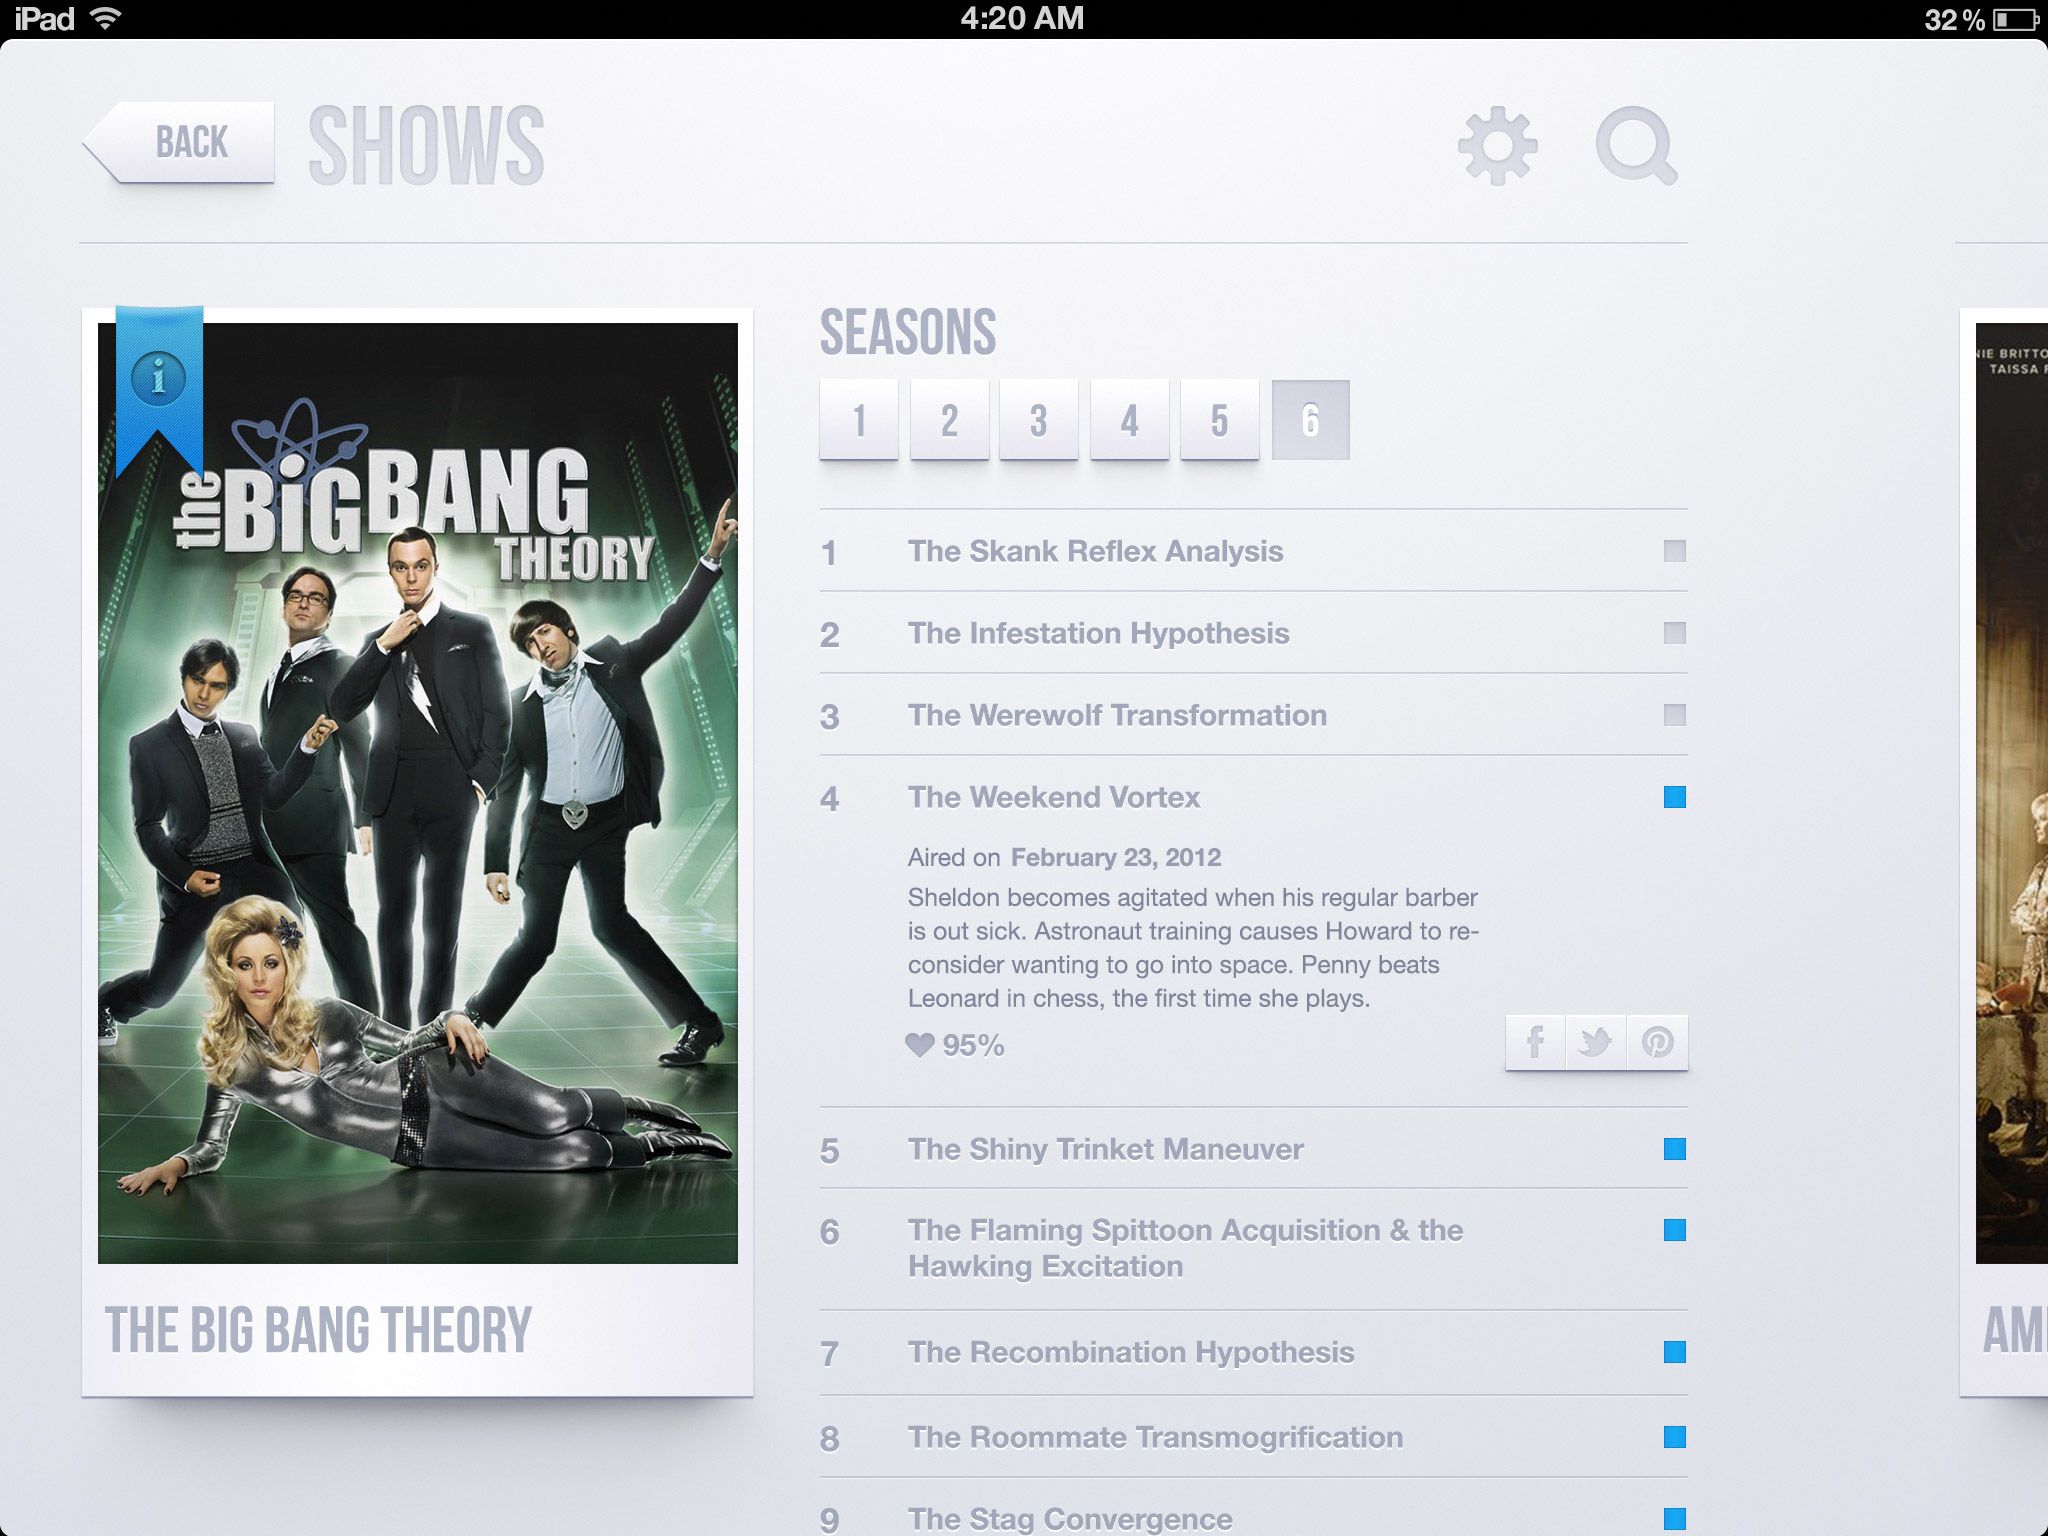 iPad
4:20 AM
32 %
BACK
SHOWS
i
the BiG BANG
THEORY
THE BIG BANG THEORY
SEASONS
1 2 3 4 5 6
1 The Skank Reflex Analysis
2 The Infestation Hypothesis
3 The Werewolf Transformation
4 The Weekend Vortex
Aired on February 23, 2012
Sheldon becomes agitated when his regular barber
is out sick. Astronaut training causes Howard to re-
consider wanting to go into space. Penny beats
Leonard in chess, the first time she plays.
95%
5 The Shiny Trinket Maneuver
6 The Flaming Spittoon Acquisition & the
Hawking Excitation
7 The Recombination Hypothesis
8 The Roommate Transmogrification
9 The Stag Convergence
NIE BRITTO
TAISSA
AM